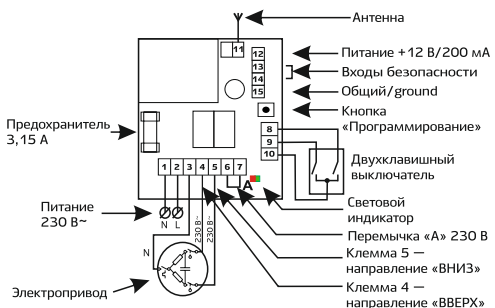 Антенна
11
12
13
14
15
Питание +12 В/200 мА
Входы безопасности
Общий/ground
Кнопка
«Программирование»
Предохранитель
3,15 А
8
9
10
Двухклавишный
выключатель
1 2 3 4 5 6 7
А
Питание
230 В~
N L
N
230 В~
230 В~
Световой
индикатор
Перемычка «А» 230 В
Клемма 5 —
направление «ВНИЗ»
Клемма 4 —
направление «ВВЕРХ»
Электропривод